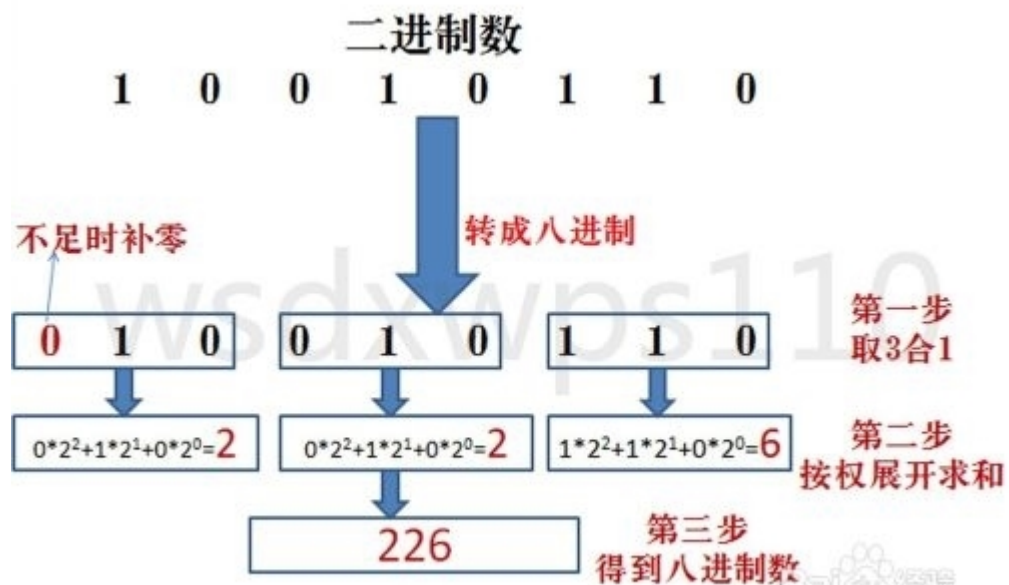 二进制数
1 0 0 1 0 1 1 0
转成八进制
不足时补零
wsdxwps110
0 1 0 0 1 0 1 1 0
第一步
取3合1
0*2²+1*2¹+0*2⁰=2 0*2²+1*2¹+0*2⁰=2 1*2²+1*2¹+0*2⁰=6
第二步
按权展开求和
226
第三步
得到八进制数